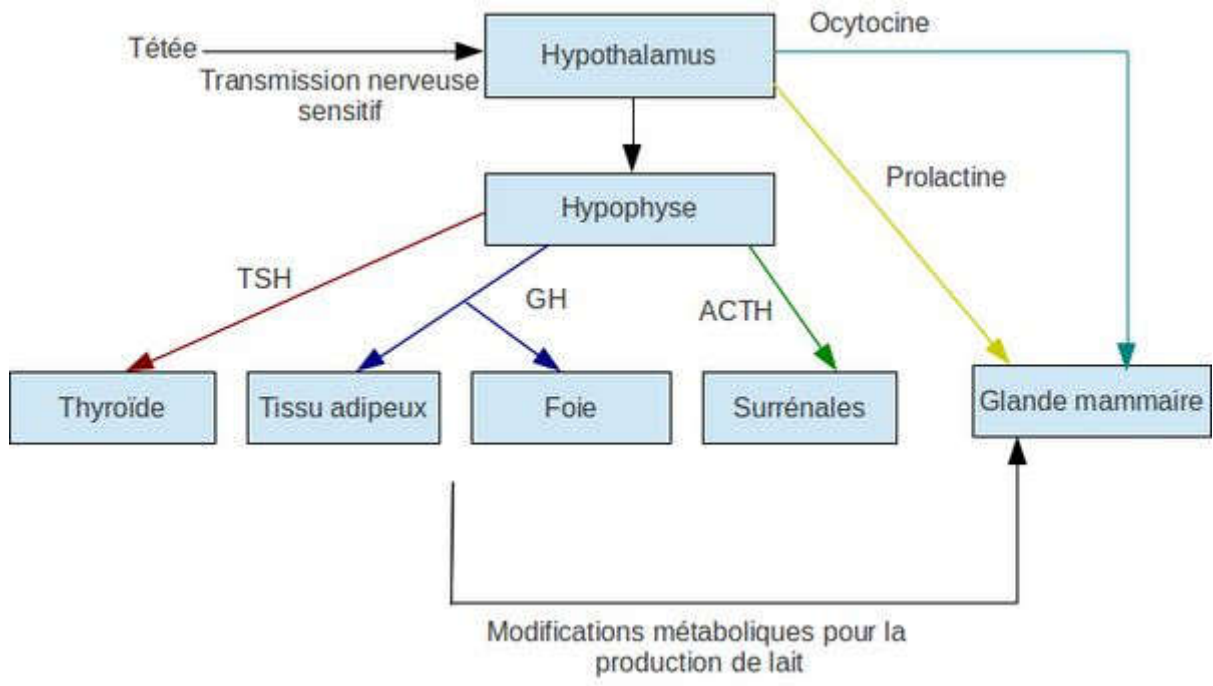 Ocytocine
Tétée
Hypothalamus
Transmission nerveuse
sensitif
Prolactine
Hypophyse
TSH
GH
ACTH
Thyroïde
Tissu adipeux
Foie
Surrénales
Glande mammaire
Modifications métaboliques pour la
production de lait